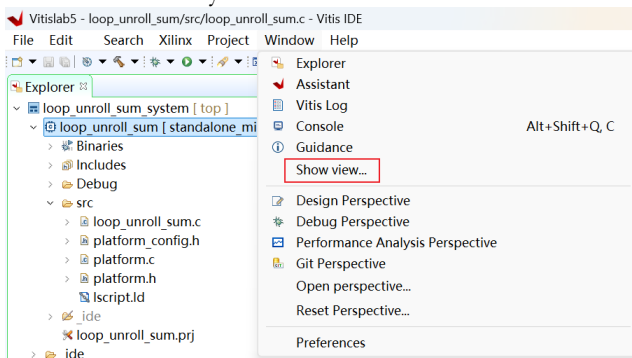 Vitislab5 - loop_unroll_sum/src/loop_unroll_sum.c - Vitis IDE
File Edit Search Xilinx Project Window Help
Explorer
loop_unroll_sum_system [ top ]
loop_unroll_sum [ standalone_mi
Binaries
Includes
Debug
src
loop_unroll_sum.c
platform_config.h
platform.c
platform.h
lscript.ld
_ide
loop_unroll_sum.prj
ide
Explorer
Assistant
Vitis Log
Console Alt+Shift+Q, C
Guidance
Show view...
Design Perspective
Debug Perspective
Performance Analysis Perspective
Git Perspective
Open perspective...
Reset Perspective...
Preferences